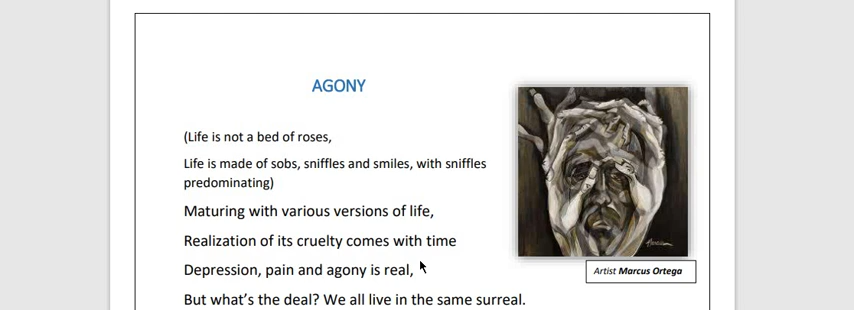 AGONY
(Life is not a bed of roses,
Life is made of sobs, sniffles and smiles, with sniffles
predominating)
Maturing with various versions of life,
Realization of its cruelty comes with time
Depression, pain and agony is real,
But what’s the deal? We all live in the same surreal.
Artist Marcus Ortega